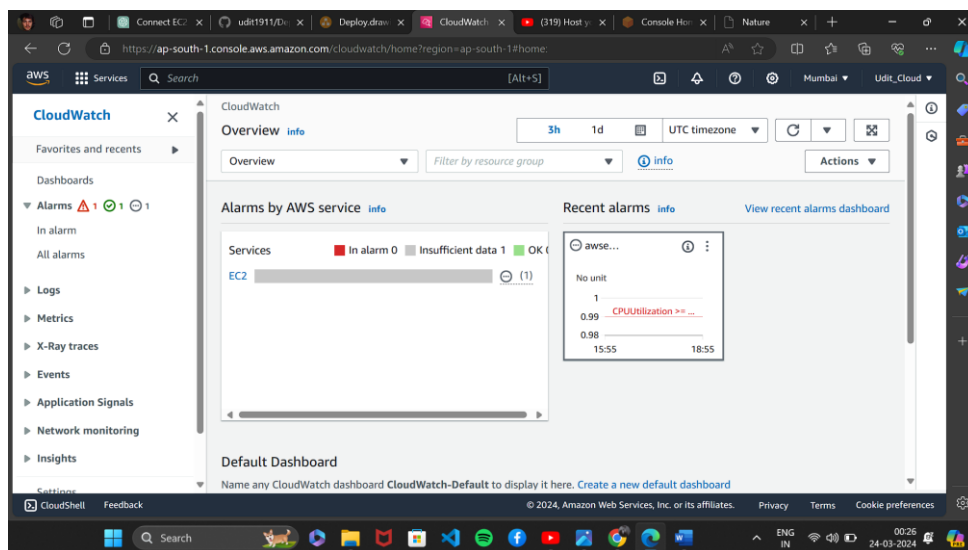 Connect EC2
udit1911/De
Deploy.draw
CloudWatch
(319) Host y
Console Hom
Nature
https://ap-south-1.console.aws.amazon.com/cloudwatch/home?region=ap-south-1#home:
aws
Services
Search
[Alt+S]
Mumbai
Udit_Cloud
CloudWatch
Favorites and recents
Dashboards
Alarms 1 1 1
In alarm
All alarms
Logs
Metrics
X-Ray traces
Events
Application Signals
Network monitoring
Insights
Settings
CloudWatch
Overview info
3h 1d UTC timezone
Overview
Filter by resource group
info
Actions
Alarms by AWS service info
Services
In alarm 0 Insufficient data 1 OK
EC2 (1)
Recent alarms info
View recent alarms dashboard
awse...
No unit
1
CPUUtilization >= ...
0.99
0.98
15:55 18:55
Default Dashboard
Name any CloudWatch dashboard CloudWatch-Default to display it here. Create a new default dashboard
CloudShell Feedback
© 2024, Amazon Web Services, Inc. or its affiliates. Privacy Terms Cookie preferences
Search
ENG
IN
00:26
24-03-2024